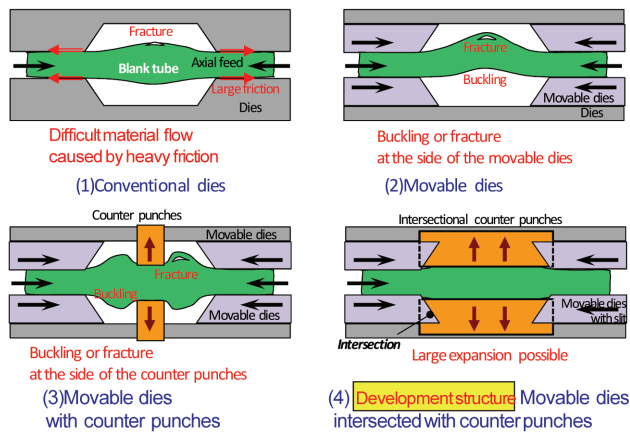 Fracture
Blank tube
Axial feed
Large friction
Dies
Difficult material flow
caused by heavy friction
(1)Conventional dies
Fracture
Buckling
Movable dies
Dies
Buckling or fracture
at the side of the movable dies
(2)Movable dies
Counter punches
Movable dies
Fracture
Buckling
Movable dies
Buckling or fracture
at the side of the counter punches
(3)Movable dies
with counter punches
Intersectional counter punches
Movable dies
with slit
Intersection
Large expansion possible
(4) Development structure Movable dies
intersected with counter punches